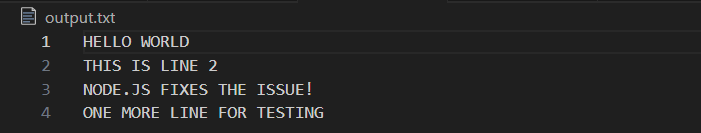 output.txt
1 HELLO WORLD
2 THIS IS LINE 2
3 NODE.JS FIXES THE ISSUE!
4 ONE MORE LINE FOR TESTING